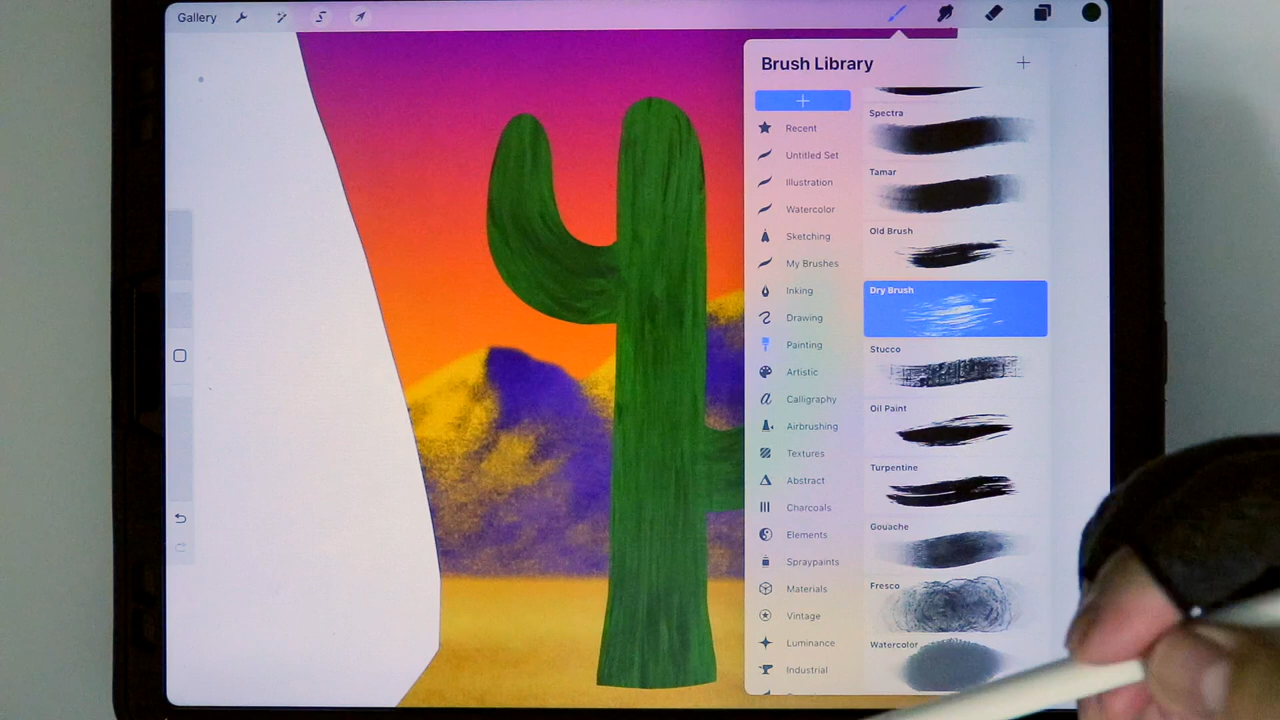 Gallery
Brush Library
Recent
Untitled Set
Illustration
Watercolor
Sketching
My Brushes
Inking
Drawing
Painting
Artistic
Calligraphy
Airbrushing
Textures
Abstract
Charcoals
Elements
Spraypaints
Materials
Vintage
Luminance
Industrial
Spectra
Tamar
Old Brush
Dry Brush
Stucco
Oil Paint
Turpentine
Gouache
Fresco
Watercolor